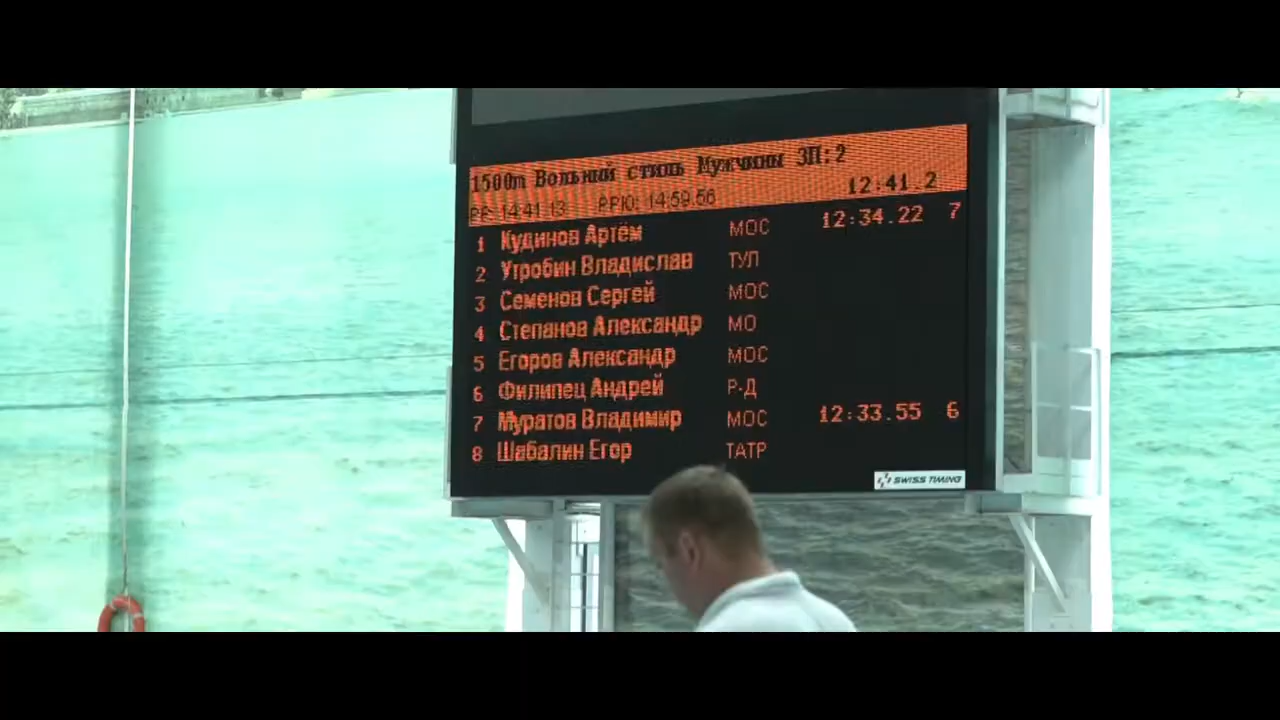 1500m Вольный стиль Мужчины ЗП:2
РР: 14:41.13 РРЮ: 14:59.56 12:41.2
1 Кудинов Артём МОС 12:34.22 7
2 Утробин Владислав ТУЛ
3 Семенов Сергей МОС
4 Степанов Александр МО
5 Егоров Александр МОС
6 Филипец Андрей Р-Д
7 Муратов Владимир МОС 12:33.55 6
8 Шабалин Егор ТАТР
SWISS TIMING